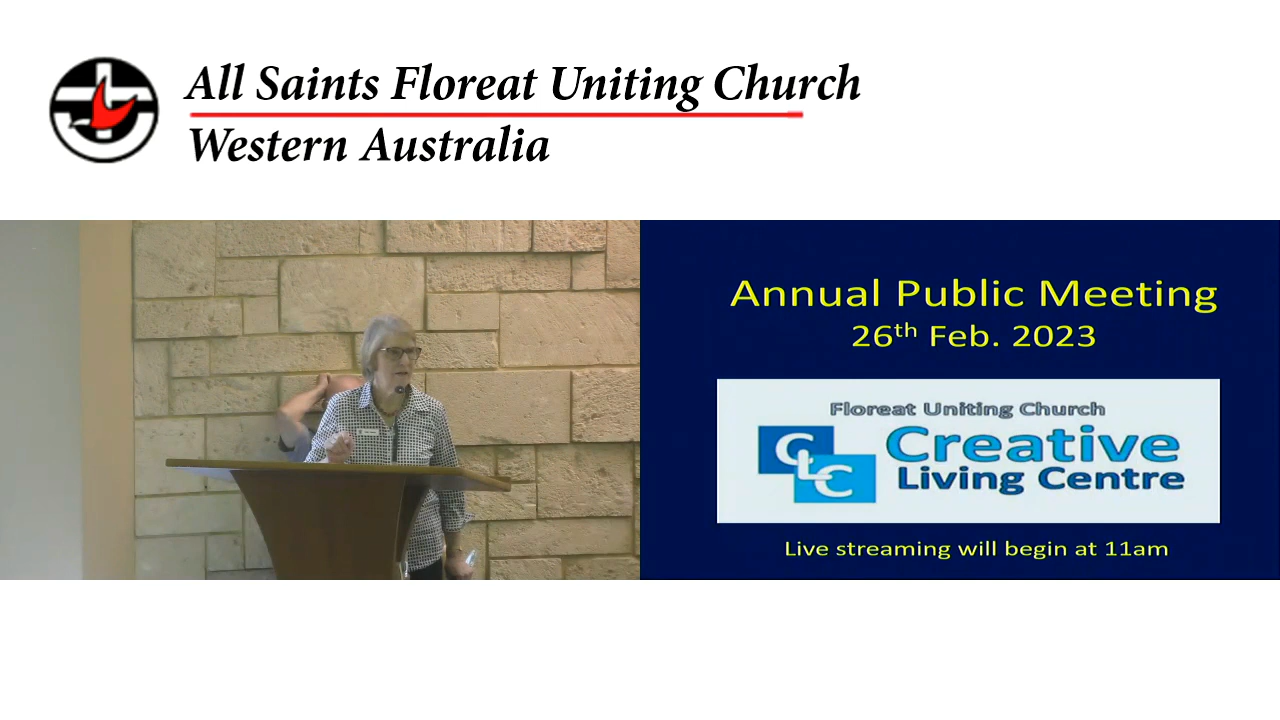 All Saints Floreat Uniting Church
Western Australia
Annual Public Meeting
26th Feb. 2023
Floreat Uniting Church
CLC
Creative
Living Centre
Live streaming will begin at 11am